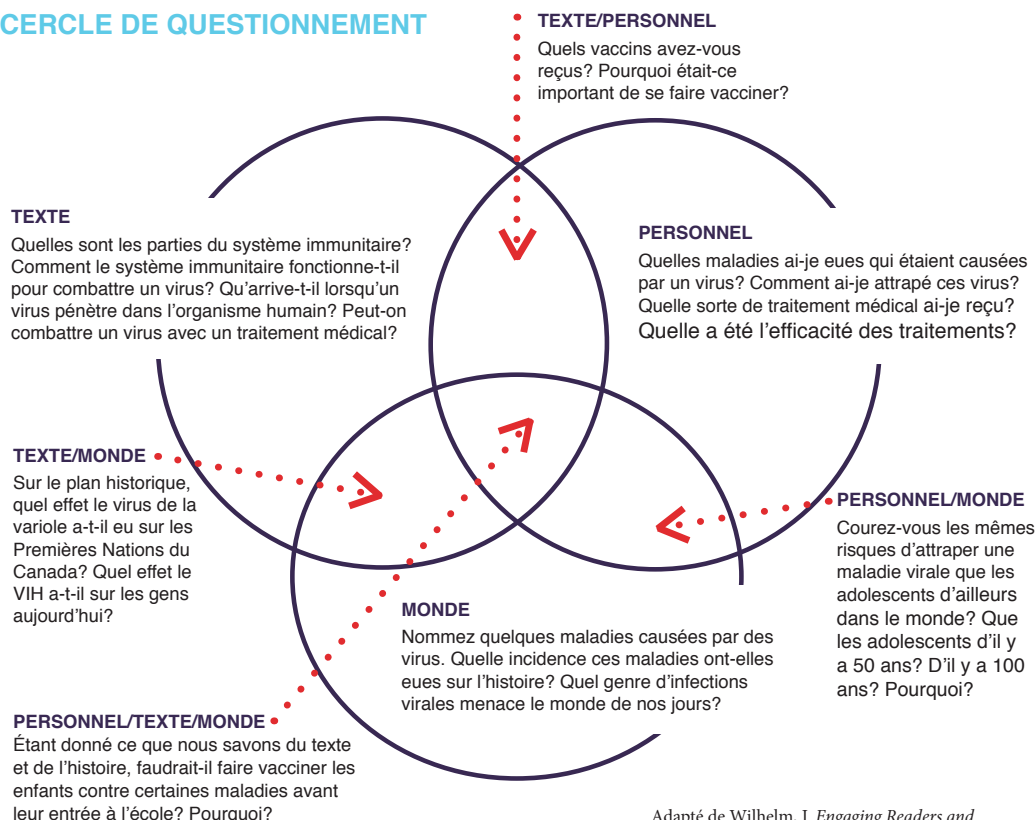 CERCLE DE QUESTIONNEMENT
TEXTE/PERSONNEL
Quels vaccins avez-vous
reçus? Pourquoi était-ce
important de se faire vacciner?
TEXTE
Quelles sont les parties du système immunitaire?
Comment le système immunitaire fonctionne-t-il
pour combattre un virus? Qu'arrive-t-il lorsqu'un
virus pénètre dans l'organisme humain? Peut-on
combattre un virus avec un traitement médical?
PERSONNEL
Quelles maladies ai-je eues qui étaient causées
par un virus? Comment ai-je attrapé ces virus?
Quelle sorte de traitement médical ai-je reçu?
Quelle a été l'efficacité des traitements?
TEXTE/MONDE
Sur le plan historique,
quel effet le virus de la
variole a-t-il eu sur les
Premières Nations du
Canada? Quel effet le
VIH a-t-il sur les gens
aujourd'hui?
PERSONNEL/MONDE
Courez-vous les mêmes
risques d'attraper une
maladie virale que les
adolescents d'ailleurs
dans le monde? Que
les adolescents d'il y
a 50 ans? D'il y a 100
ans? Pourquoi?
MONDE
Nommez quelques maladies causées par des
virus. Quelle incidence ces maladies ont-elles
eues sur l'histoire? Quel genre d'infections
virales menace le monde de nos jours?
PERSONNEL/TEXTE/MONDE
Étant donné ce que nous savons du texte
et de l'histoire, faudrait-il faire vacciner les
enfants contre certaines maladies avant
leur entrée à l'école? Pourquoi?
Adapté de Wilhelm, J. Engaging Readers and